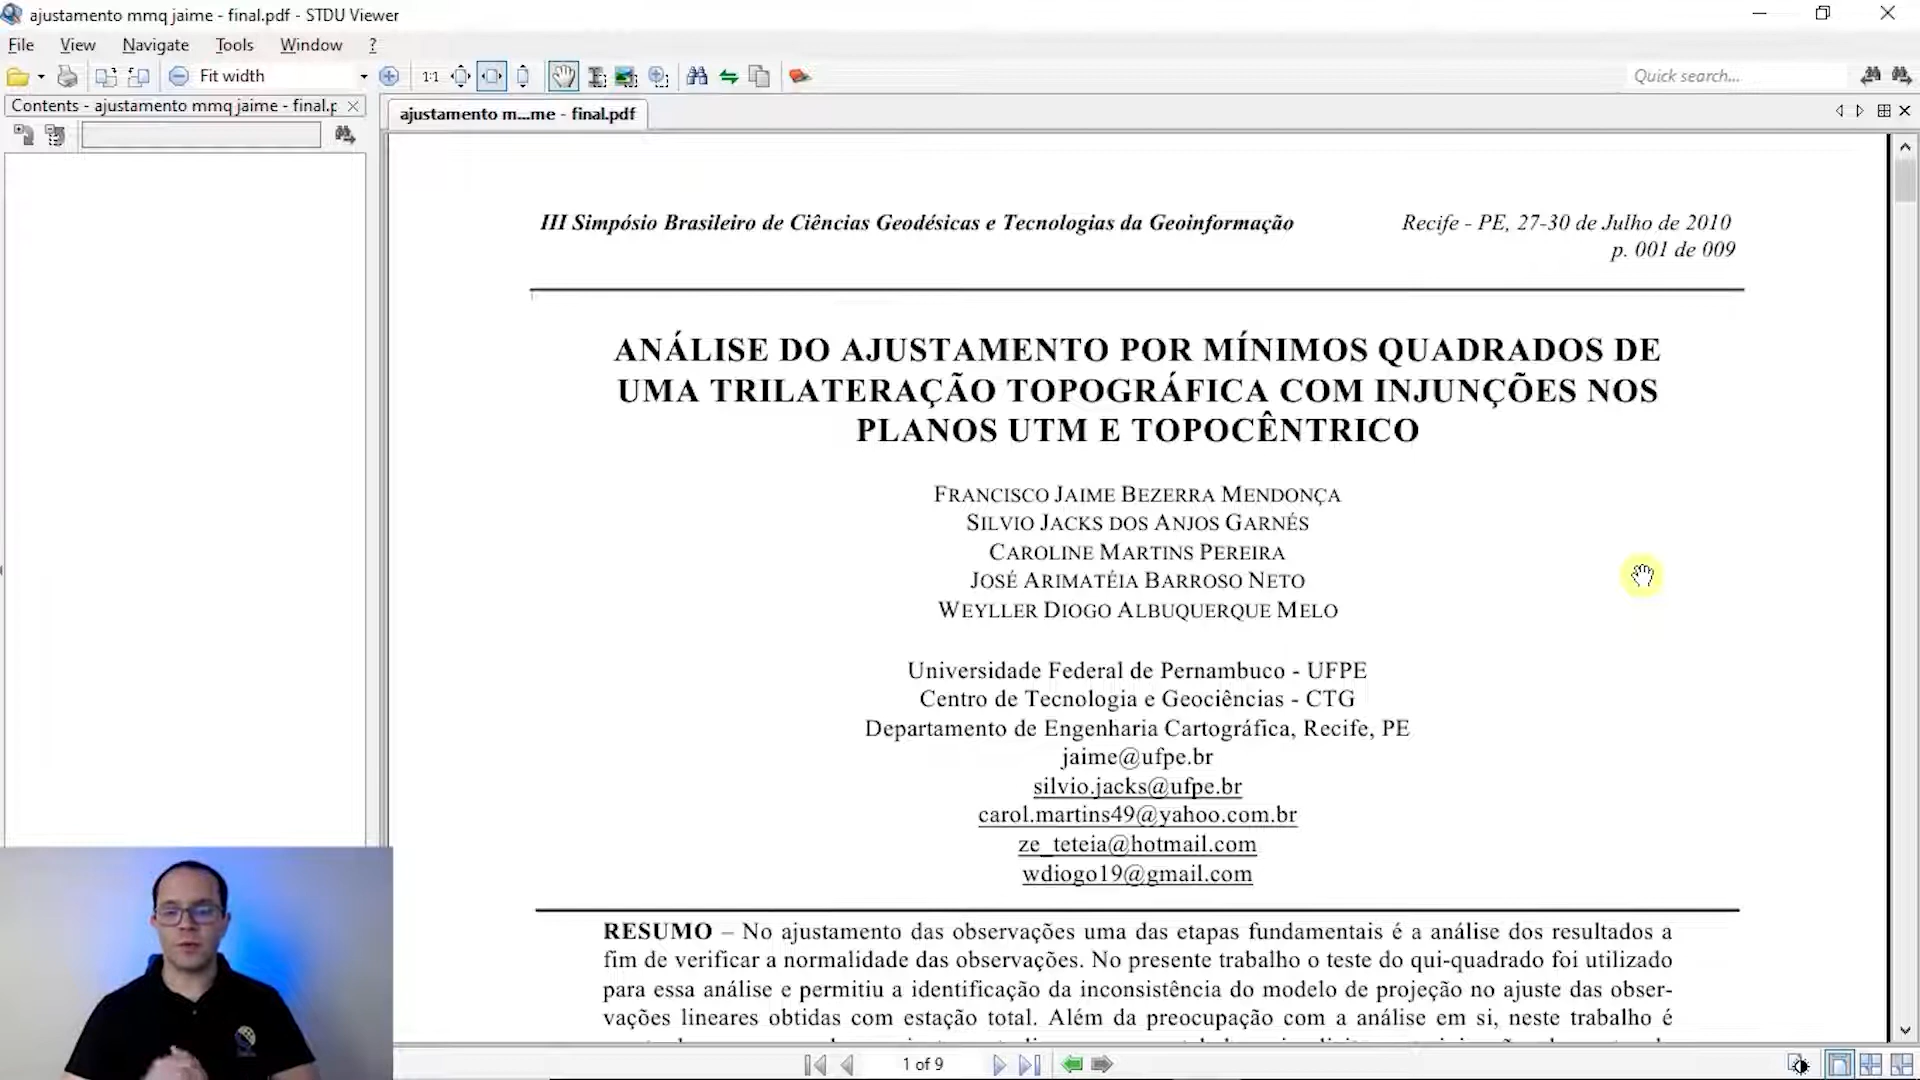 ajustamento mmq jaime - final.pdf - STDU Viewer
File View Navigate Tools Window ?
Fit width
1:1
Quick search...
Contents - ajustamento mmq jaime - final.p
ajustamento m...me - final.pdf
III Simpósio Brasileiro de Ciências Geodésicas e Tecnologias da Geoinformação
Recife - PE, 27-30 de Julho de 2010
p. 001 de 009
ANÁLISE DO AJUSTAMENTO POR MÍNIMOS QUADRADOS DE
UMA TRILATERAÇÃO TOPOGRÁFICA COM INJUNÇÕES NOS
PLANOS UTM E TOPOCÊNTRICO
FRANCISCO JAIME BEZERRA MENDONÇA
SILVIO JACKS DOS ANJOS GARNÉS
CAROLINE MARTINS PEREIRA
JOSÉ ARIMATÉIA BARROSO NETO
WEYLLER DIOGO ALBUQUERQUE MELO
Universidade Federal de Pernambuco - UFPE
Centro de Tecnologia e Geociências - CTG
Departamento de Engenharia Cartográfica, Recife, PE
jaime@ufpe.br
silvio.jacks@ufpe.br
carol.martins49@yahoo.com.br
ze_teteia@hotmail.com
wdiogo19@gmail.com
RESUMO – No ajustamento das observações uma das etapas fundamentais é a análise dos resultados a
fim de verificar a normalidade das observações. No presente trabalho o teste do qui-quadrado foi utilizado
para essa análise e permitiu a identificação da inconsistência do modelo de projeção no ajuste das obser-
vações lineares obtidas com estação total. Além da preocupação com a análise em si, neste trabalho é
1 of 9